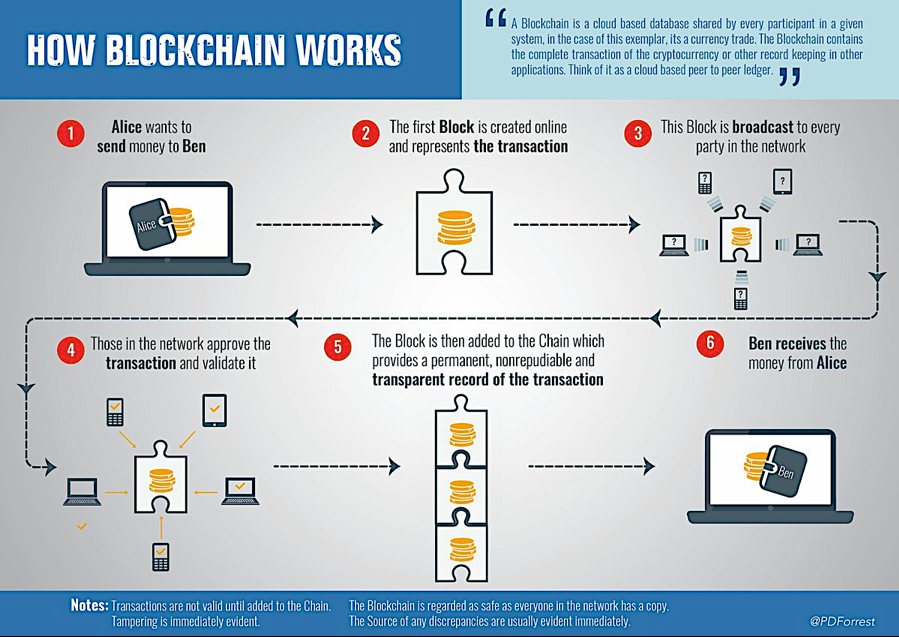 HOW BLOCKCHAIN WORKS
“ A Blockchain is a cloud based database shared by every participant in a given
system, in the case of this exemplar, its a currency trade. The Blockchain contains
the complete transaction of the cryptocurrency or other record keeping in other
applications. Think of it as a cloud based peer to peer ledger. ”
1 Alice wants to
send money to Ben
2 The first Block is created online
and represents the transaction
3 This Block is broadcast to every
party in the network
Alice
?
?
?
?
?
4 Those in the network approve the
transaction and validate it
5 The Block is then added to the Chain which
provides a permanent, nonrepudiable and
transparent record of the transaction
6 Ben receives the
money from Alice
Ben
Notes: Transactions are not valid until added to the Chain.
Tampering is immediately evident.
The Blockchain is regarded as safe as everyone in the network has a copy.
The Source of any discrepancies are usually evident immediately.
@PDForrest